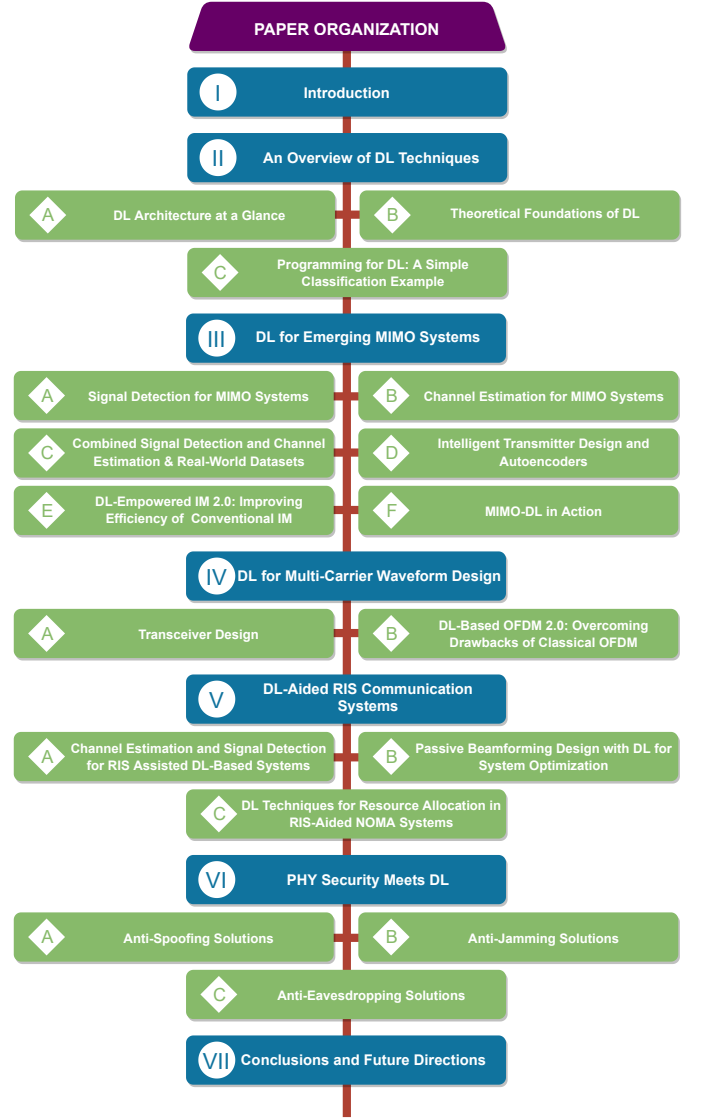 PAPER ORGANIZATION
I
Introduction
II
An Overview of DL Techniques
A
DL Architecture at a Glance
B
Theoretical Foundations of DL
C
Programming for DL: A Simple
Classification Example
III
DL for Emerging MIMO Systems
A
Signal Detection for MIMO Systems
B
Channel Estimation for MIMO Systems
C
Combined Signal Detection and Channel
Estimation & Real-World Datasets
D
Intelligent Transmitter Design and
Autoencoders
E
DL-Empowered IM 2.0: Improving
Efficiency of Conventional IM
F
MIMO-DL in Action
IV
DL for Multi-Carrier Waveform Design
A
Transceiver Design
B
DL-Based OFDM 2.0: Overcoming
Drawbacks of Classical OFDM
V
DL-Aided RIS Communication
Systems
A
Channel Estimation and Signal Detection
for RIS Assisted DL-Based Systems
B
Passive Beamforming Design with DL for
System Optimization
C
DL Techniques for Resource Allocation in
RIS-Aided NOMA Systems
VI
PHY Security Meets DL
A
Anti-Spoofing Solutions
B
Anti-Jamming Solutions
C
Anti-Eavesdropping Solutions
VII
Conclusions and Future Directions